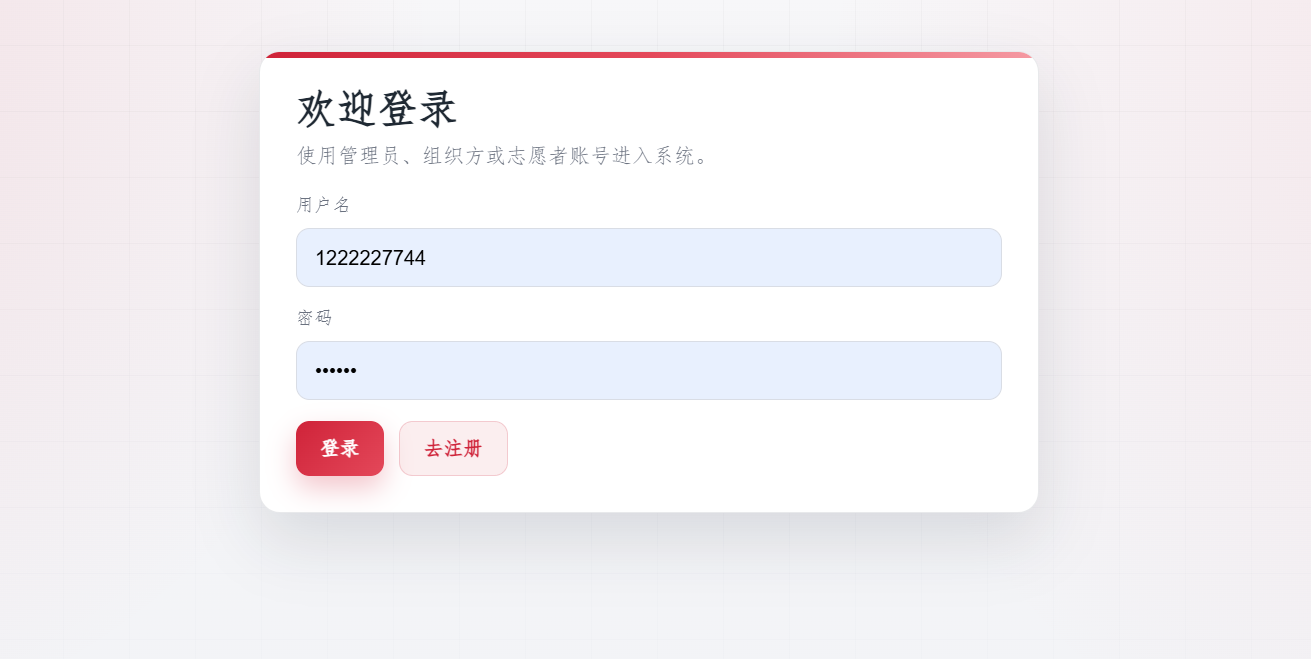 欢迎登录
使用管理员、组织方或志愿者账号进入系统。
用户名
1222227744
密码
••••••
登录 去注册